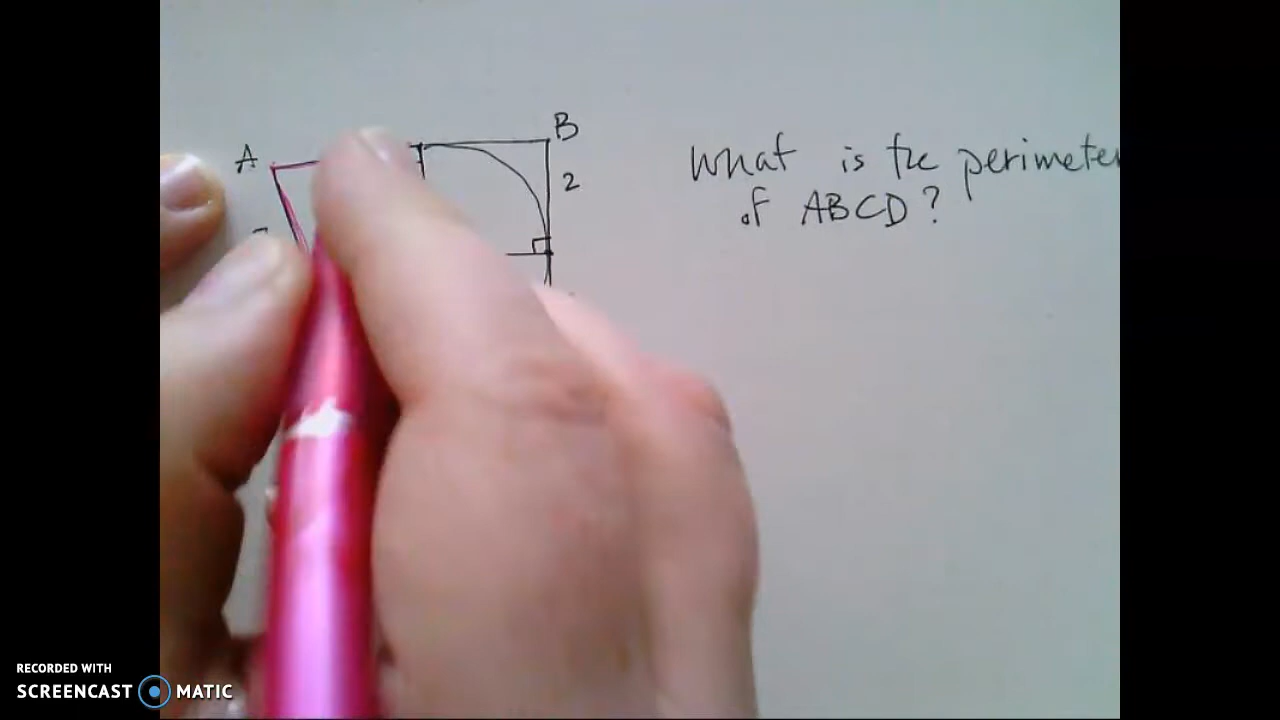 B
A
What is the perimeter
2
of ABCD?
RECORDED WITH
SCREENCAST MATIC